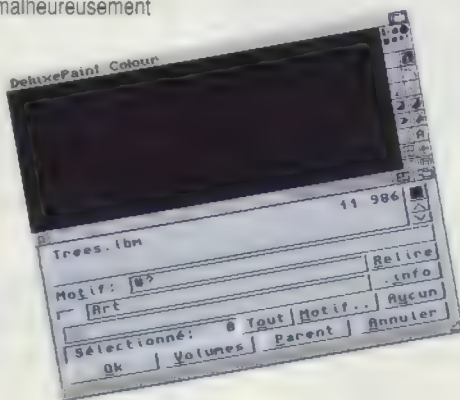 malheureusement
DeluxePaint Colour
Trees.lbm 11 986
Motif: #?
Art
Relire
.info
Sélectionné: 0 Tout Motif.. Aucun
Ok Volumes Parent Annuler